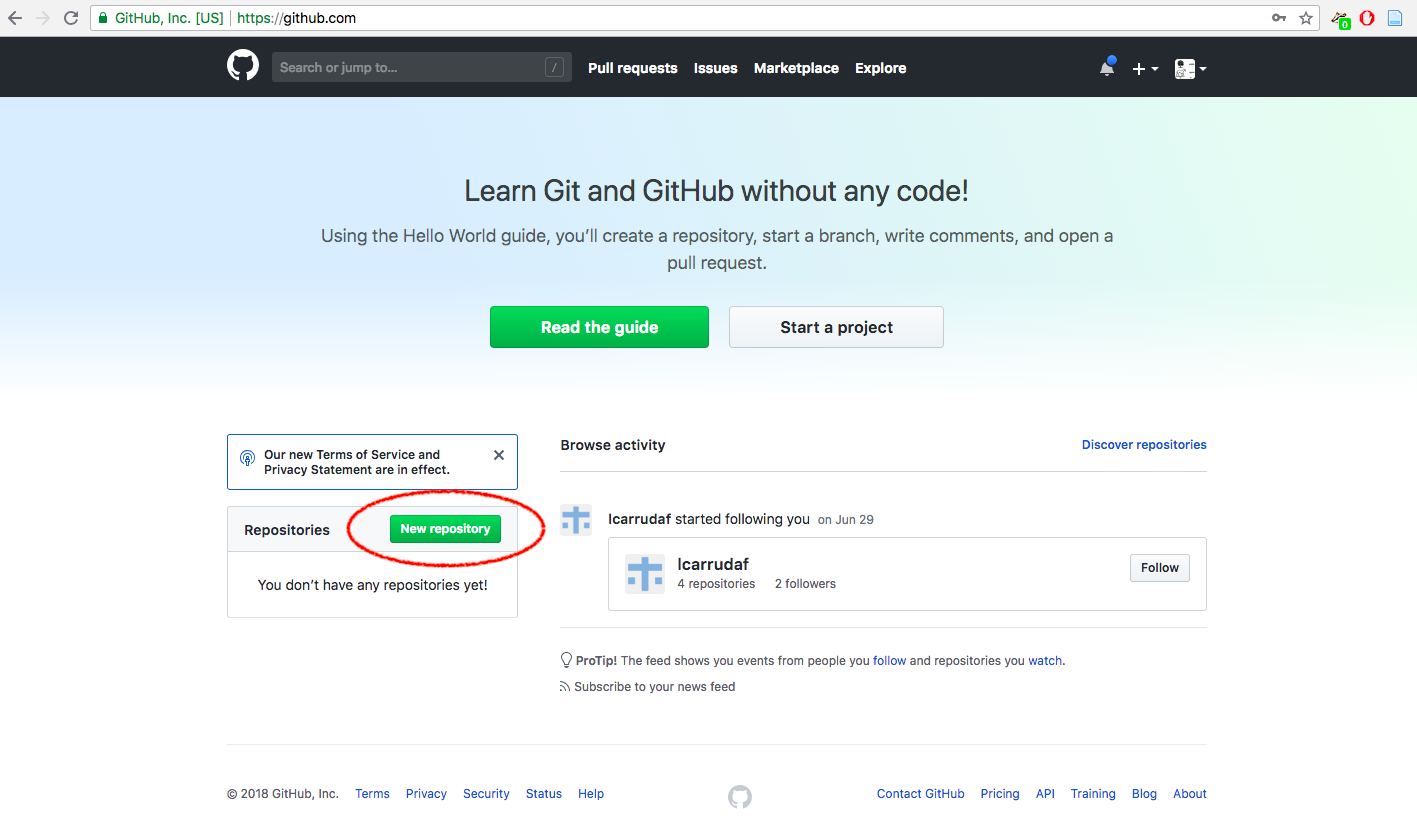 GitHub, Inc. [US] | https://github.com
0
Search or jump to... /
Pull requests Issues Marketplace Explore
Learn Git and GitHub without any code!
Using the Hello World guide, you’ll create a repository, start a branch, write comments, and open a
pull request.
Read the guide
Start a project
Our new Terms of Service and
Privacy Statement are in effect.
Repositories
New repository
You don’t have any repositories yet!
Browse activity
Discover repositories
lcarrudaf started following you on Jun 29
lcarrudaf
4 repositories 2 followers
Follow
ProTip! The feed shows you events from people you follow and repositories you watch.
Subscribe to your news feed
© 2018 GitHub, Inc. Terms Privacy Security Status Help
Contact GitHub Pricing API Training Blog About